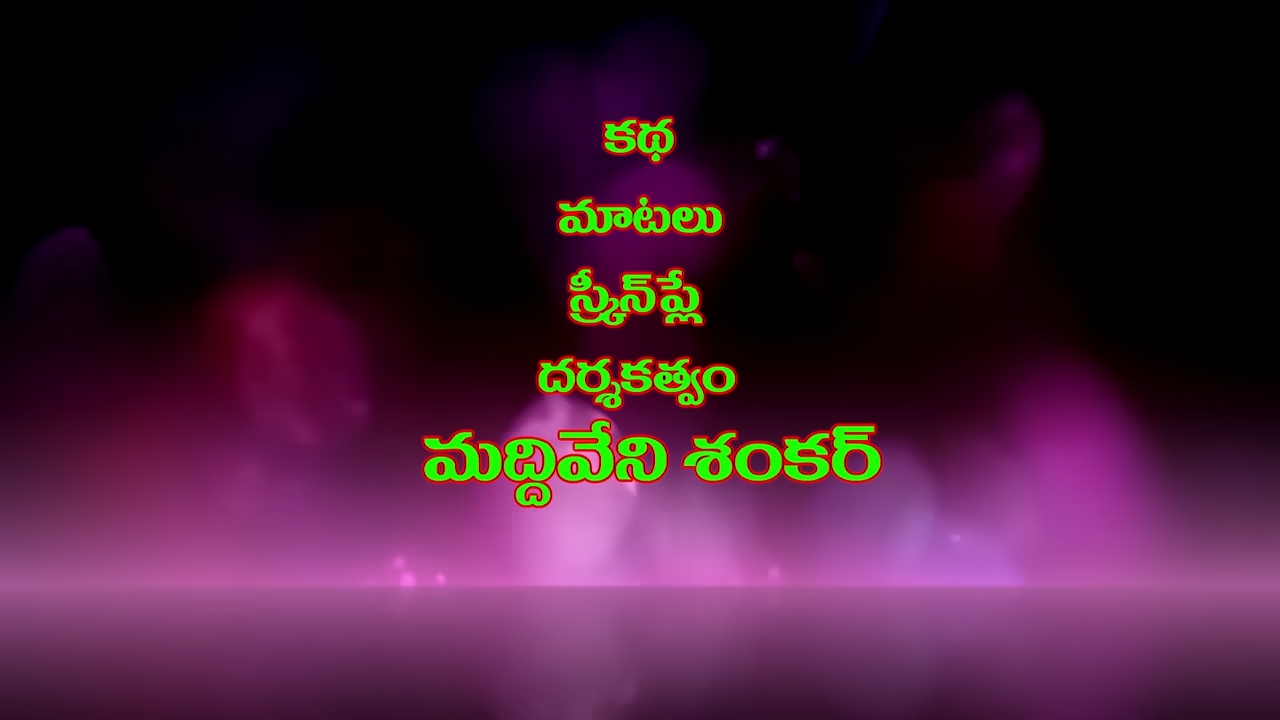 కథ
మాటలు
స్క్రీన్‌ప్లే
దర్శకత్వం
మద్దివేని శంకర్